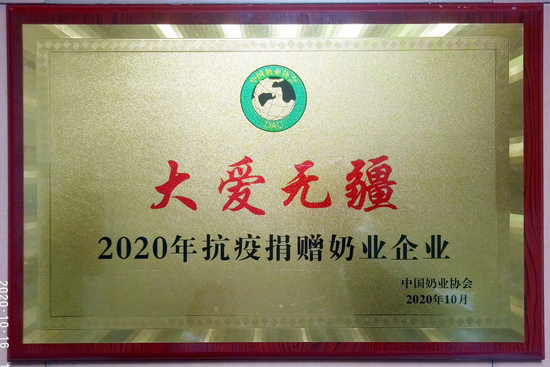 中国奶业协会
DAC
大爱无疆
2020年抗疫捐赠奶业企业
中国奶业协会
2020年10月
2020-10-16